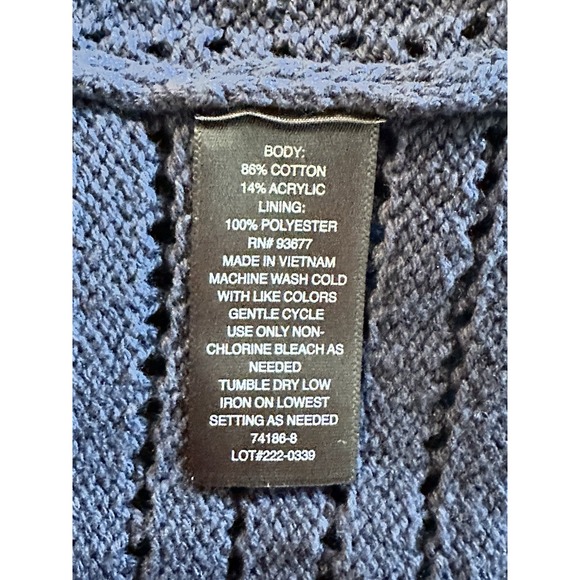 BODY:
86% COTTON
14% ACRYLIC
LINING:
100% POLYESTER
RN# 93677
MADE IN VIETNAM
MACHINE WASH COLD
WITH LIKE COLORS
GENTLE CYCLE
USE ONLY NON-
CHLORINE BLEACH AS
NEEDED
TUMBLE DRY LOW
IRON ON LOWEST
SETTING AS NEEDED
74186-8
LOT#222-0339